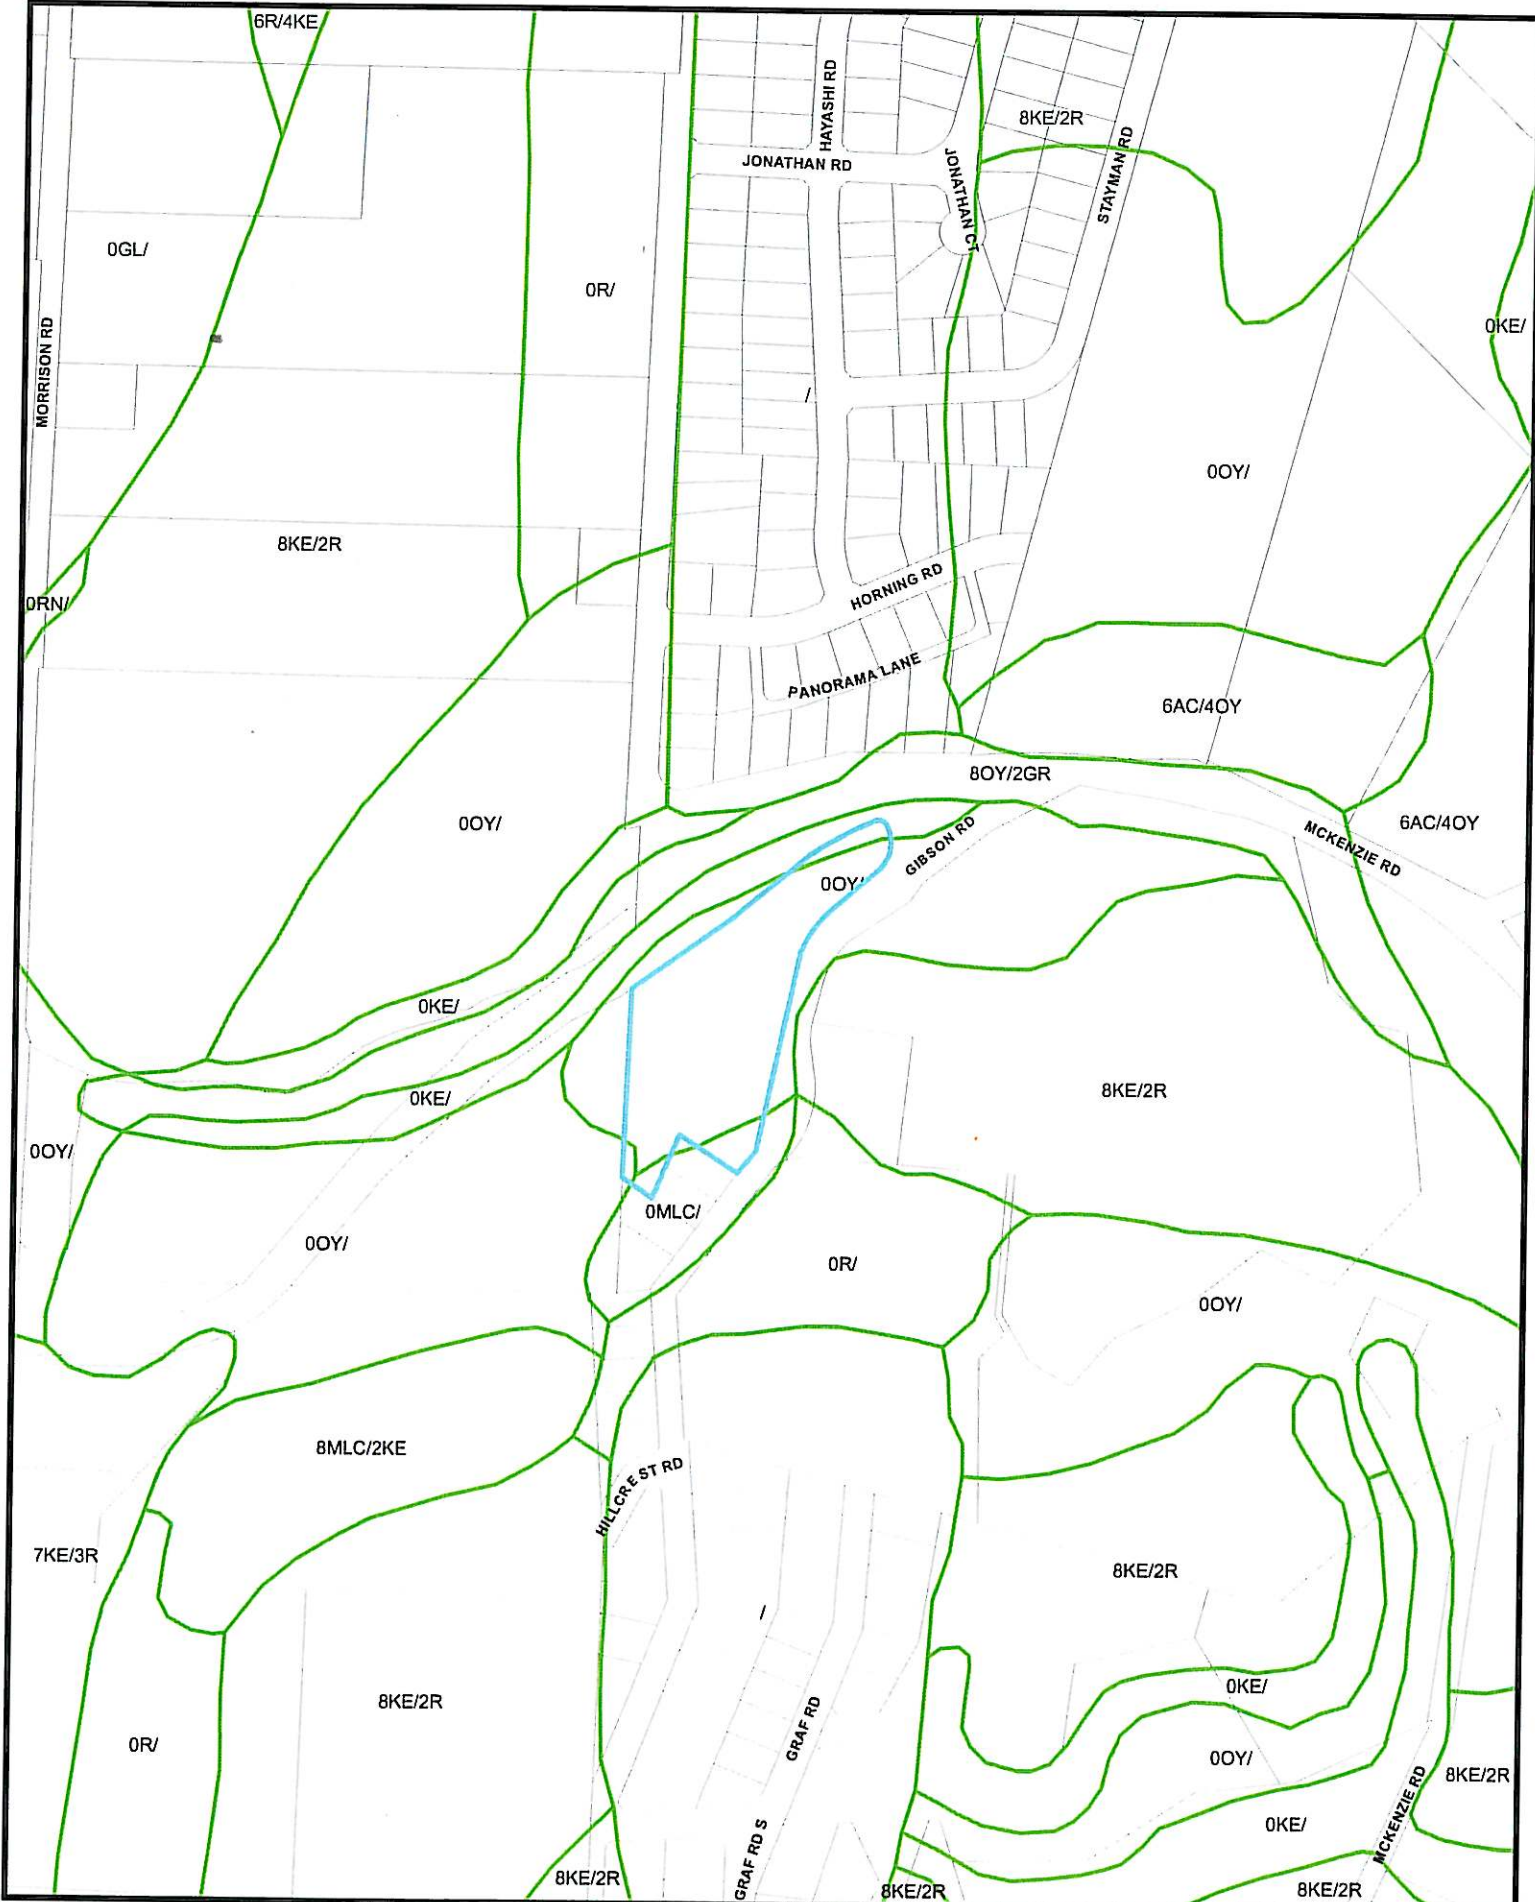 6R/4KE
HAYASHI RD
8KE/2R
JONATHAN RD
JONATHAN CT
STAYMAN RD
0GL/
0R/
0KE/
MORRISON RD
/
0OY/
8KE/2R
HORNING RD
0RN/
PANORAMA LANE
6AC/4OY
8OY/2GR
0OY/
6AC/4OY
GIBSON RD
MCKENZIE RD
0OY/
0KE/
0KE/
8KE/2R
0OY/
0MLC/
0OY/
0R/
0OY/
8MLC/2KE
HILLCREST RD
7KE/3R
8KE/2R
/
0KE/
8KE/2R
GRAF RD
0R/
0OY/
8KE/2R
0KE/
MCKENZIE RD
GRAF RD S
8KE/2R
8KE/2R
8KE/2R